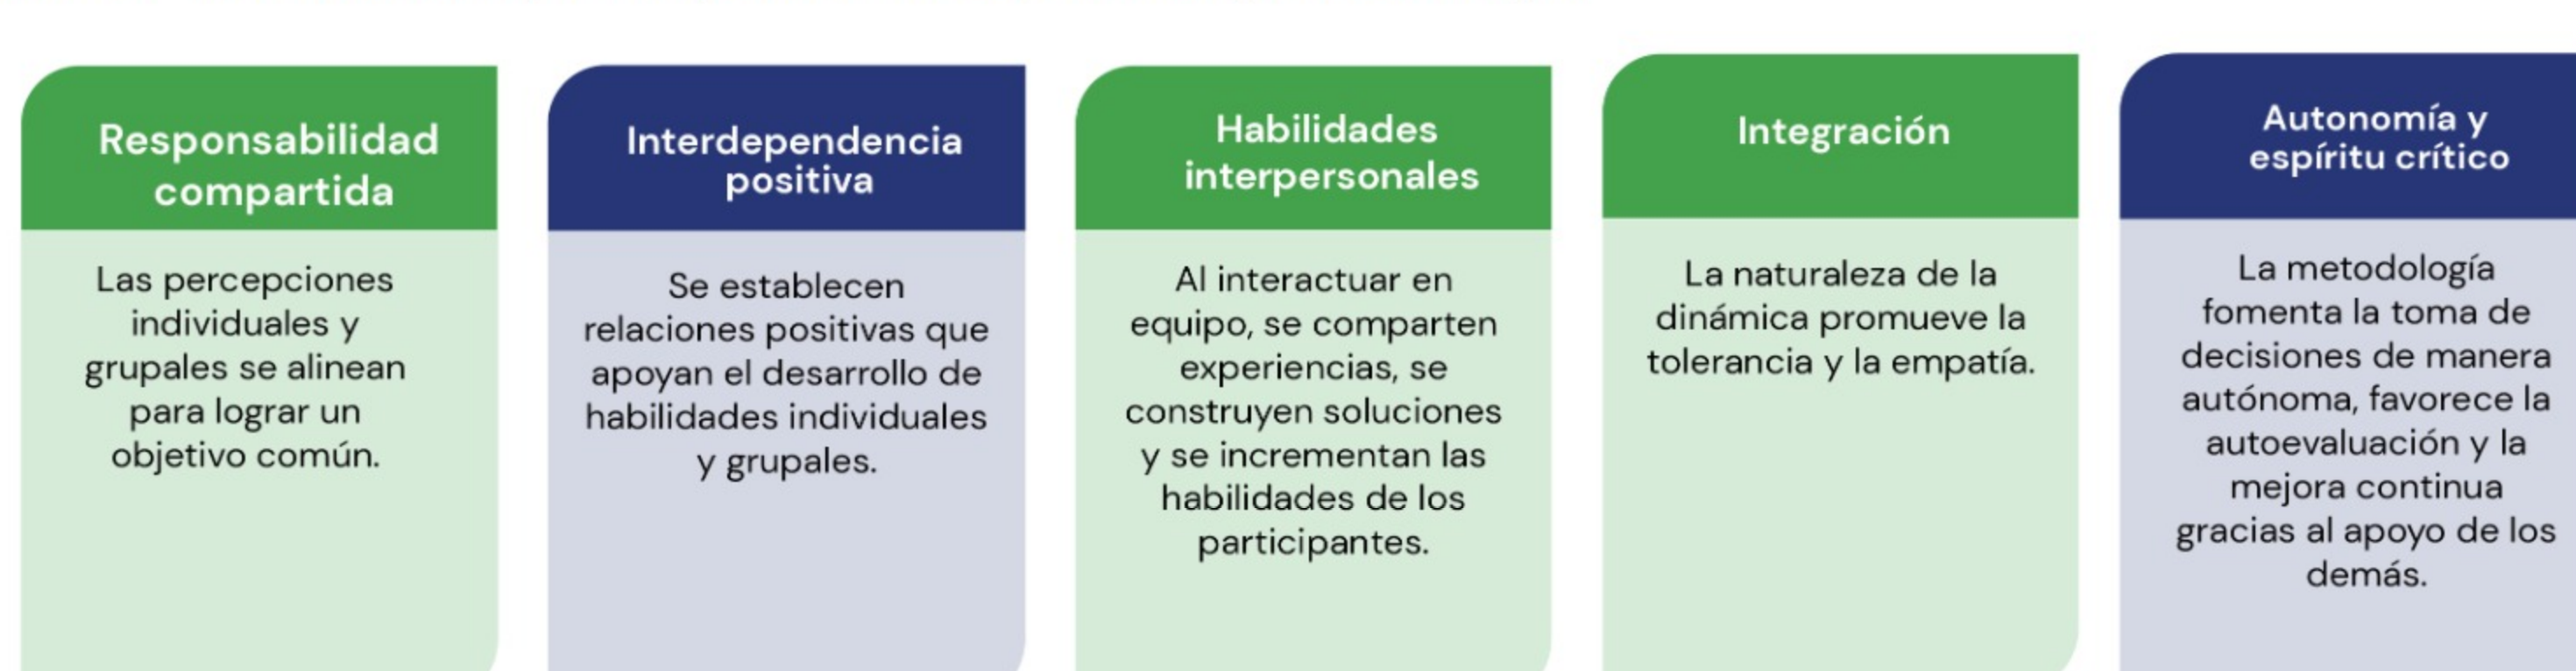 Responsabilidad
compartida
Las percepciones
individuales y
grupales se alinean
para lograr un
objetivo común.
Interdependencia
positiva
Se establecen
relaciones positivas que
apoyan el desarrollo de
habilidades individuales
y grupales.
Habilidades
interpersonales
Al interactuar en
equipo, se comparten
experiencias, se
construyen soluciones
y se incrementan las
habilidades de los
participantes.
Integración
La naturaleza de la
dinámica promueve la
tolerancia y la empatía.
Autonomía y
espíritu crítico
La metodología
fomenta la toma de
decisiones de manera
autónoma, favorece la
autoevaluación y la
mejora continua
gracias al apoyo de los
demás.